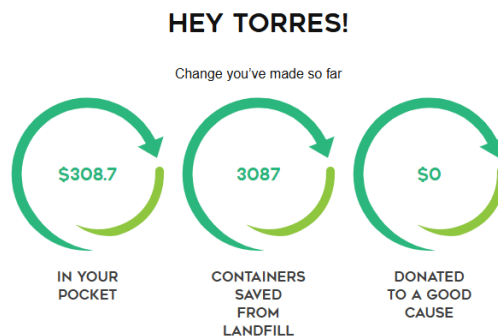 HEY TORRES!
Change you've made so far
$308.7
3087
$0
IN YOUR
POCKET
CONTAINERS
SAVED
FROM
LANDFILL
DONATED
TO A GOOD
CAUSE